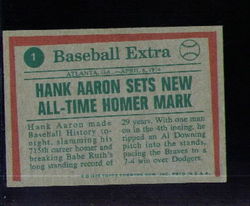 1
Baseball Extra
ATLANTA, GA. — APRIL 8, 1974
HANK AARON SETS NEW
ALL-TIME HOMER MARK
Hank Aaron made
Baseball History to-
night, slamming his
715th career homer and
breaking Babe Ruth's
long standing record of
29 years. With one man
on in the 4th inning, he
ripped an Al Downing
pitch into the stands,
pacing the Braves to a
7-4 win over Dodgers.